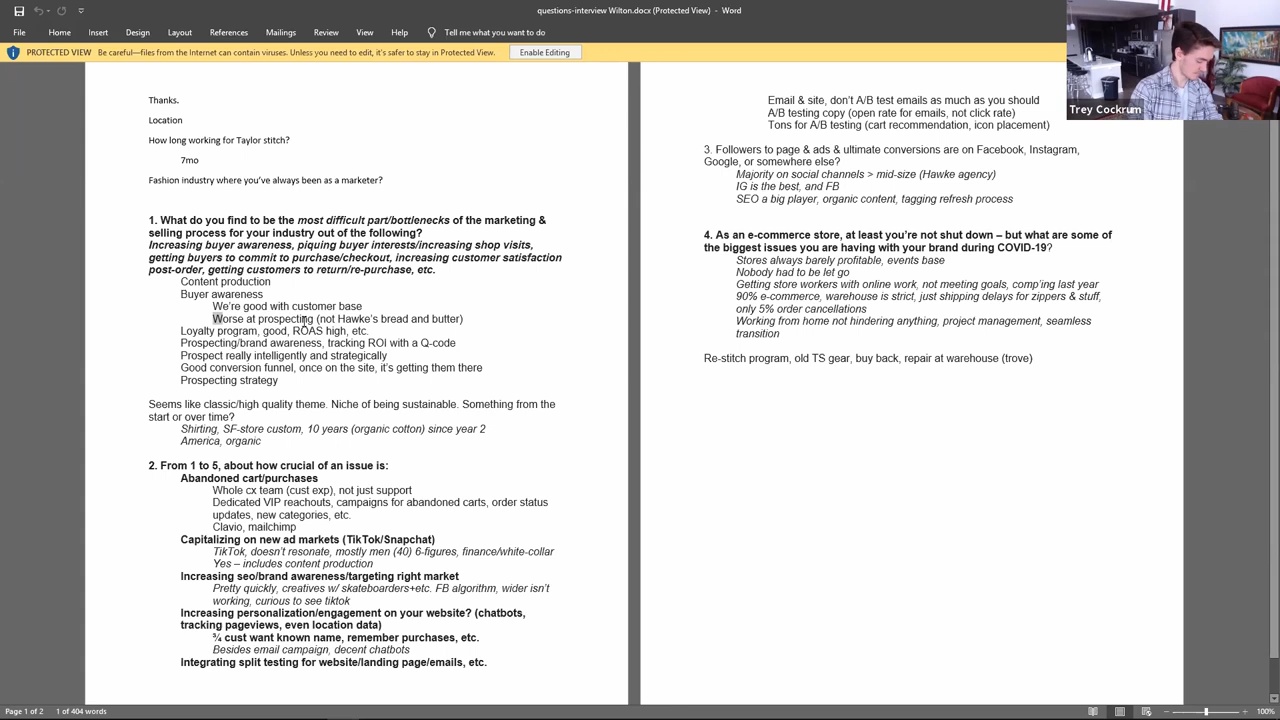 questions-interview Wilton.docx (Protected View) - Word
File Home Insert Design Layout References Mailings Review View Help Tell me what you want to do
PROTECTED VIEW Be careful—files from the Internet can contain viruses. Unless you need to edit, it's safer to stay in Protected View. Enable Editing
Thanks.
Location
How long working for Taylor stitch?
7mo
Fashion industry where you've always been as a marketer?
1. What do you find to be the most difficult part/bottlenecks of the marketing &
selling process for your industry out of the following?
Increasing buyer awareness, piquing buyer interests/increasing shop visits,
getting buyers to commit to purchase/checkout, increasing customer satisfaction
post-order, getting customers to return/re-purchase, etc.
Content production
Buyer awareness
We're good with customer base
Worse at prospecting (not Hawke's bread and butter)
Loyalty program, good, ROAS high, etc.
Prospecting/brand awareness, tracking ROI with a Q-code
Prospect really intelligently and strategically
Good conversion funnel, once on the site, it's getting them there
Prospecting strategy
Seems like classic/high quality theme. Niche of being sustainable. Something from the
start or over time?
Shirting, SF-store custom, 10 years (organic cotton) since year 2
America, organic
2. From 1 to 5, about how crucial of an issue is:
Abandoned cart/purchases
Whole cx team (cust exp), not just support
Dedicated VIP reachouts, campaigns for abandoned carts, order status
updates, new categories, etc.
Clavio, mailchimp
Capitalizing on new ad markets (TikTok/Snapchat)
TikTok, doesn't resonate, mostly men (40) 6-figures, finance/white-collar
Yes – includes content production
Increasing seo/brand awareness/targeting right market
Pretty quickly, creatives w/ skateboarders+etc. FB algorithm, wider isn't
working, curious to see tiktok
Increasing personalization/engagement on your website? (chatbots,
tracking pageviews, even location data)
¾ cust want known name, remember purchases, etc.
Besides email campaign, decent chatbots
Integrating split testing for website/landing page/emails, etc.
Email & site, don't A/B test emails as much as you should
A/B testing copy (open rate for emails, not click rate)
Tons for A/B testing (cart recommendation, icon placement)
3. Followers to page & ads & ultimate conversions are on Facebook, Instagram,
Google, or somewhere else?
Majority on social channels > mid-size (Hawke agency)
IG is the best, and FB
SEO a big player, organic content, tagging refresh process
4. As an e-commerce store, at least you're not shut down – but what are some of
the biggest issues you are having with your brand during COVID-19?
Stores always barely profitable, events base
Nobody had to be let go
Getting store workers with online work, not meeting goals, comp'ing last year
90% e-commerce, warehouse is strict, just shipping delays for zippers & stuff,
only 5% order cancellations
Working from home not hindering anything, project management, seamless
transition
Re-stitch program, old TS gear, buy back, repair at warehouse (trove)
Trey Cockrum
Page 1 of 2 1 of 404 words
100%